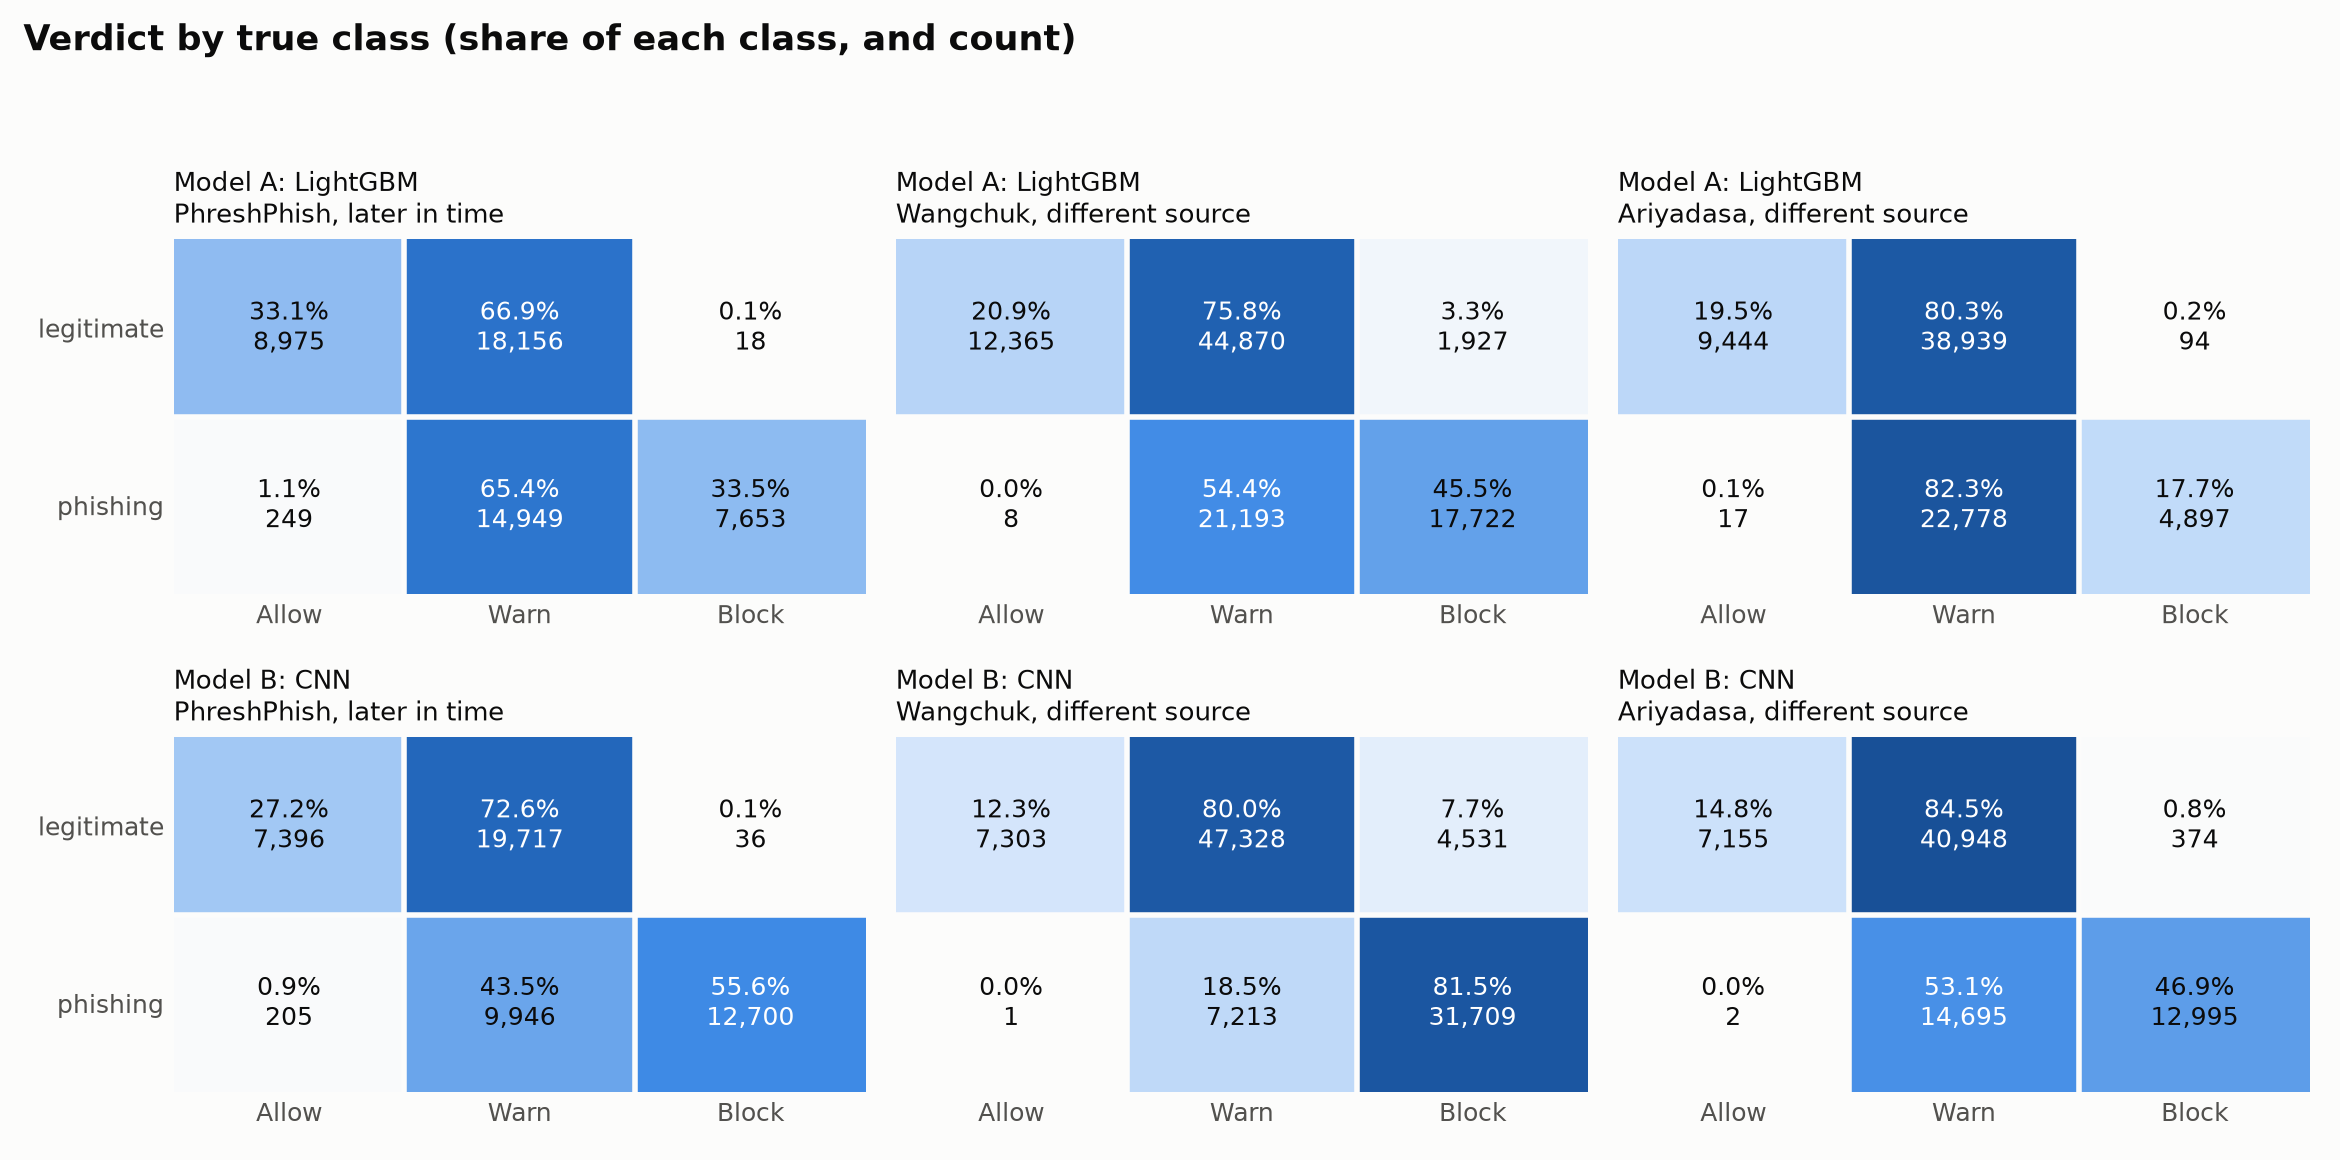 Verdict by true class (share of each class, and count)
Model A: LightGBM
PhreshPhish, later in time
legitimate
33.1%
8,975
66.9%
18,156
0.1%
18
phishing
1.1%
249
65.4%
14,949
33.5%
7,653
Allow
Warn
Block
Model A: LightGBM
Wangchuk, different source
20.9%
12,365
75.8%
44,870
3.3%
1,927
0.0%
8
54.4%
21,193
45.5%
17,722
Allow
Warn
Block
Model A: LightGBM
Ariyadasa, different source
19.5%
9,444
80.3%
38,939
0.2%
94
0.1%
17
82.3%
22,778
17.7%
4,897
Allow
Warn
Block
Model B: CNN
PhreshPhish, later in time
legitimate
27.2%
7,396
72.6%
19,717
0.1%
36
phishing
0.9%
205
43.5%
9,946
55.6%
12,700
Allow
Warn
Block
Model B: CNN
Wangchuk, different source
12.3%
7,303
80.0%
47,328
7.7%
4,531
0.0%
1
18.5%
7,213
81.5%
31,709
Allow
Warn
Block
Model B: CNN
Ariyadasa, different source
14.8%
7,155
84.5%
40,948
0.8%
374
0.0%
2
53.1%
14,695
46.9%
12,995
Allow
Warn
Block